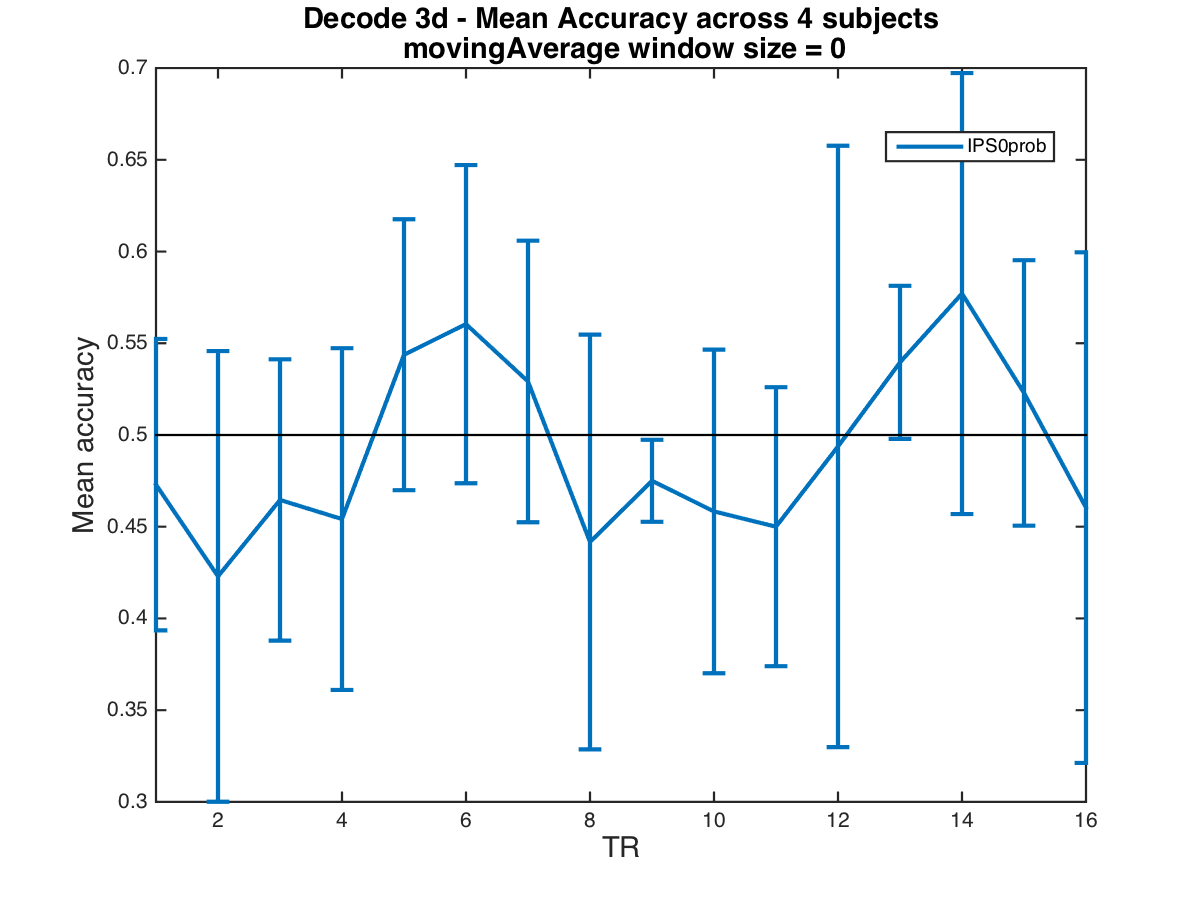 Decode 3d - Mean Accuracy across 4 subjects
movingAverage window size = 0
0.7
0.65
0.6
0.55
0.5
0.45
0.4
0.35
0.3
Mean accuracy
IPS0prob
2 4 6 8 10 12 14 16
TR